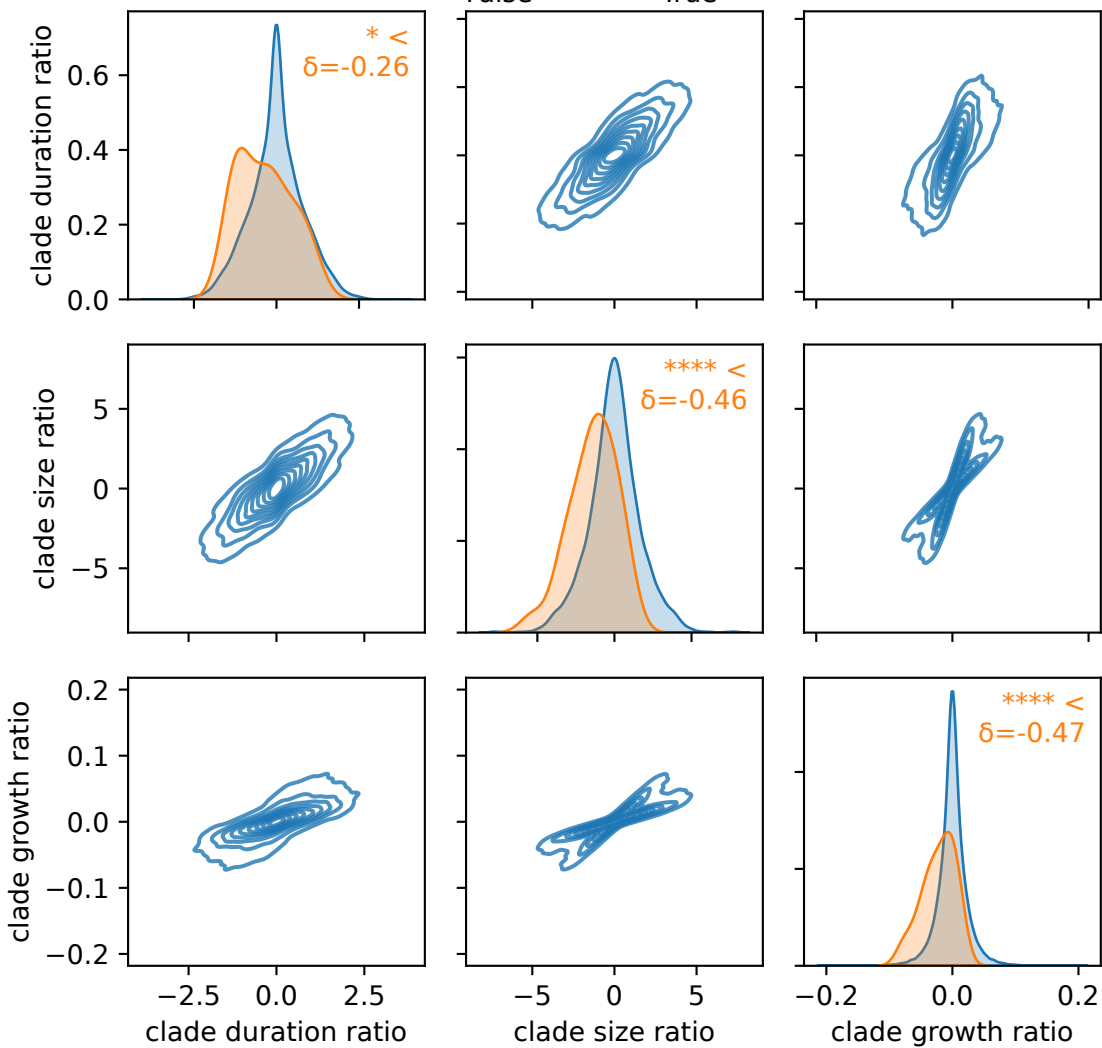 False True
clade duration ratio
0.6
0.4
0.2
0.0
* <
δ=-0.26
clade size ratio
5
0
−5
**** <
δ=-0.46
clade growth ratio
0.2
0.1
0.0
−0.1
−0.2
**** <
δ=-0.47
−2.5 0.0 2.5
−5 0 5
−0.2 0.0 0.2
clade duration ratio
clade size ratio
clade growth ratio